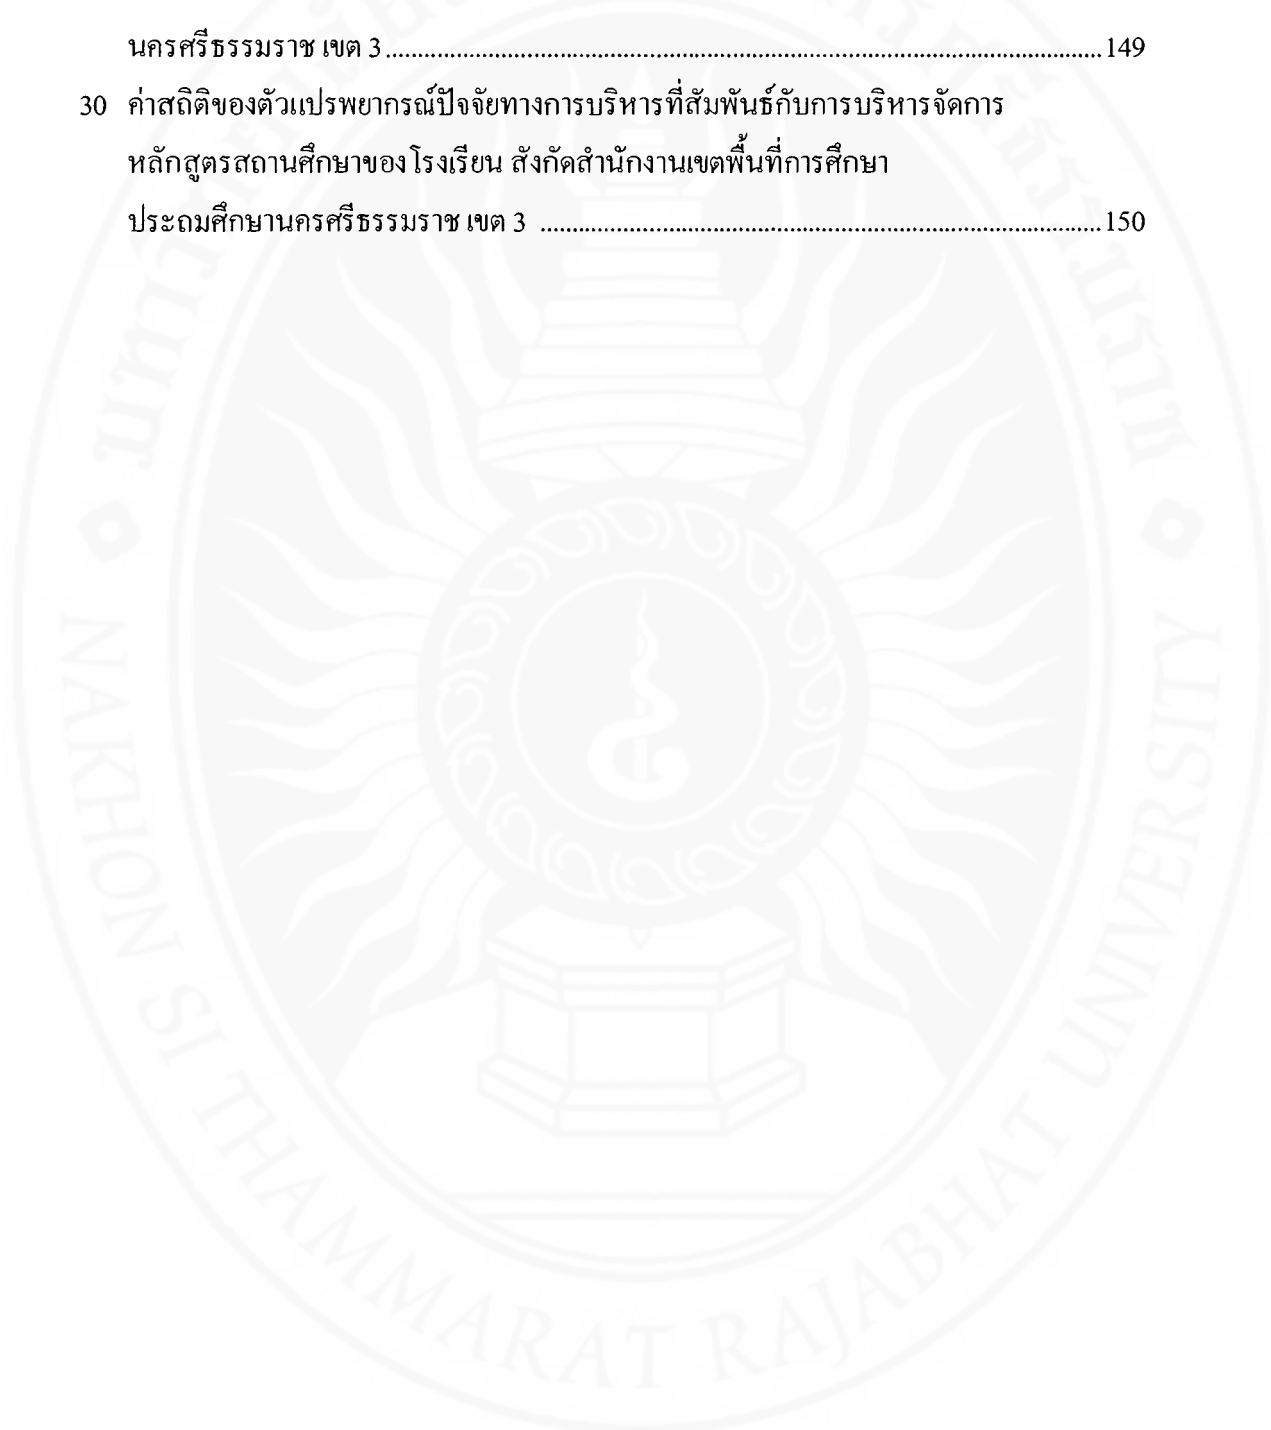 นครศรีธรรมราช เขต 3 ........................................................................................................ 149
30 ค่าสถิติของตัวแปรพยากรณ์ปัจจัยทางการบริหารที่สัมพันธ์กับการบริหารจัดการ
หลักสูตรสถานศึกษาของโรงเรียน สังกัดสำนักงานเขตพื้นที่การศึกษา
ประถมศึกษานครศรีธรรมราช เขต 3 ........................................................................................ 150
NAKHON SI THAMMARAT RAJABHAT UNIVERSITY